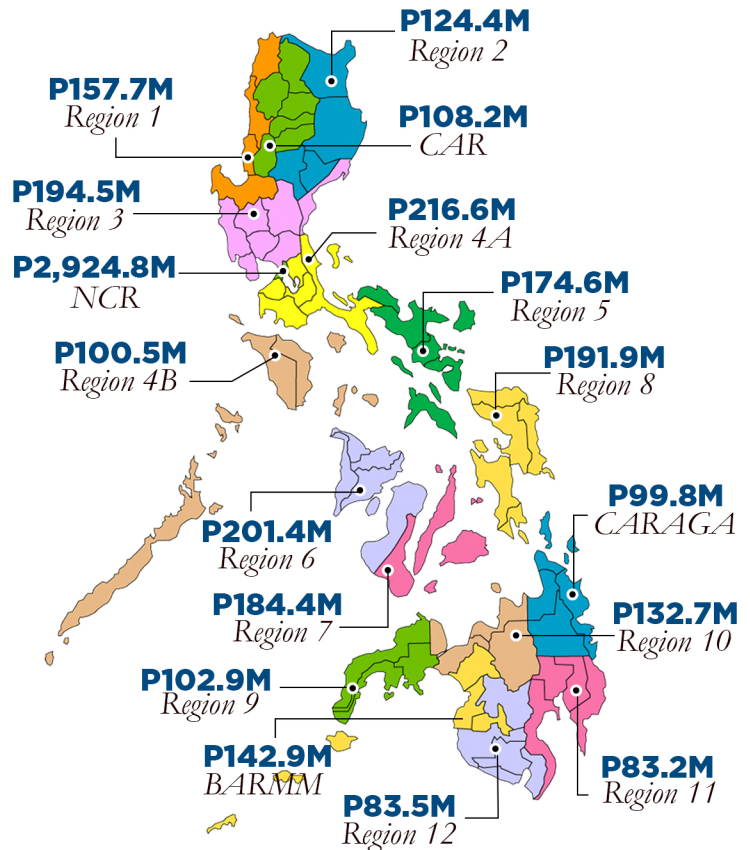 P124.4M
Region 2
P157.7M
Region 1
P108.2M
CAR
P194.5M
Region 3
P216.6M
Region 4A
P2,924.8M
NCR
P174.6M
Region 5
P100.5M
Region 4B
P191.9M
Region 8
P99.8M
CARAGA
P201.4M
Region 6
P184.4M
Region 7
P132.7M
Region 10
P102.9M
Region 9
P142.9M
BARMM
P83.2M
Region 11
P83.5M
Region 12